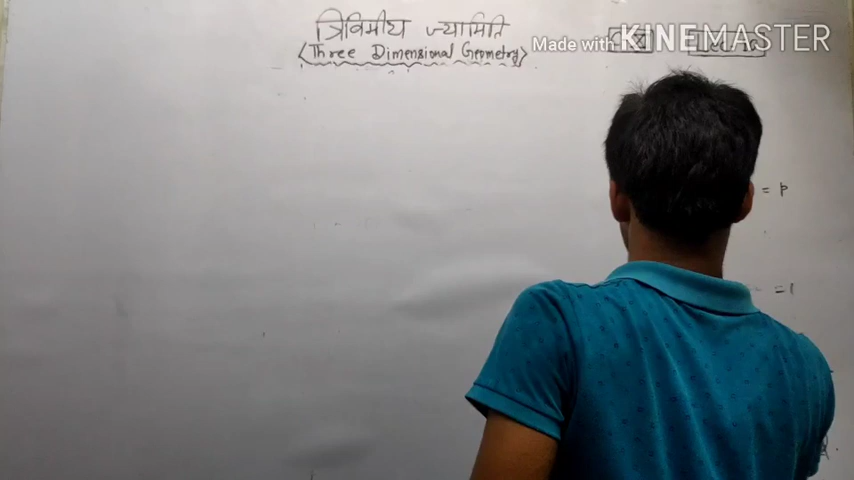 त्रिविमीय ज्यामिति
<Three Dimensional Geometry>
Made with KINEMASTER
= p
= 1